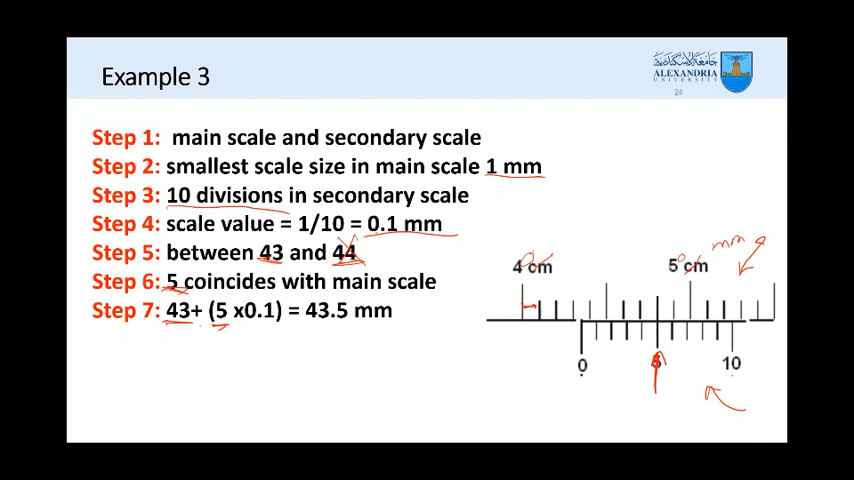 Example 3
جامعة الإسكندرية
ALEXANDRIA
UNIVERSITY
24
Step 1: main scale and secondary scale
Step 2: smallest scale size in main scale 1 mm
Step 3: 10 divisions in secondary scale
Step 4: scale value = 1/10 = 0.1 mm
Step 5: between 43 and 44
Step 6: 5 coincides with main scale
Step 7: 43+ (5 x0.1) = 43.5 mm
mm
4 cm 5 cm
0 5 10